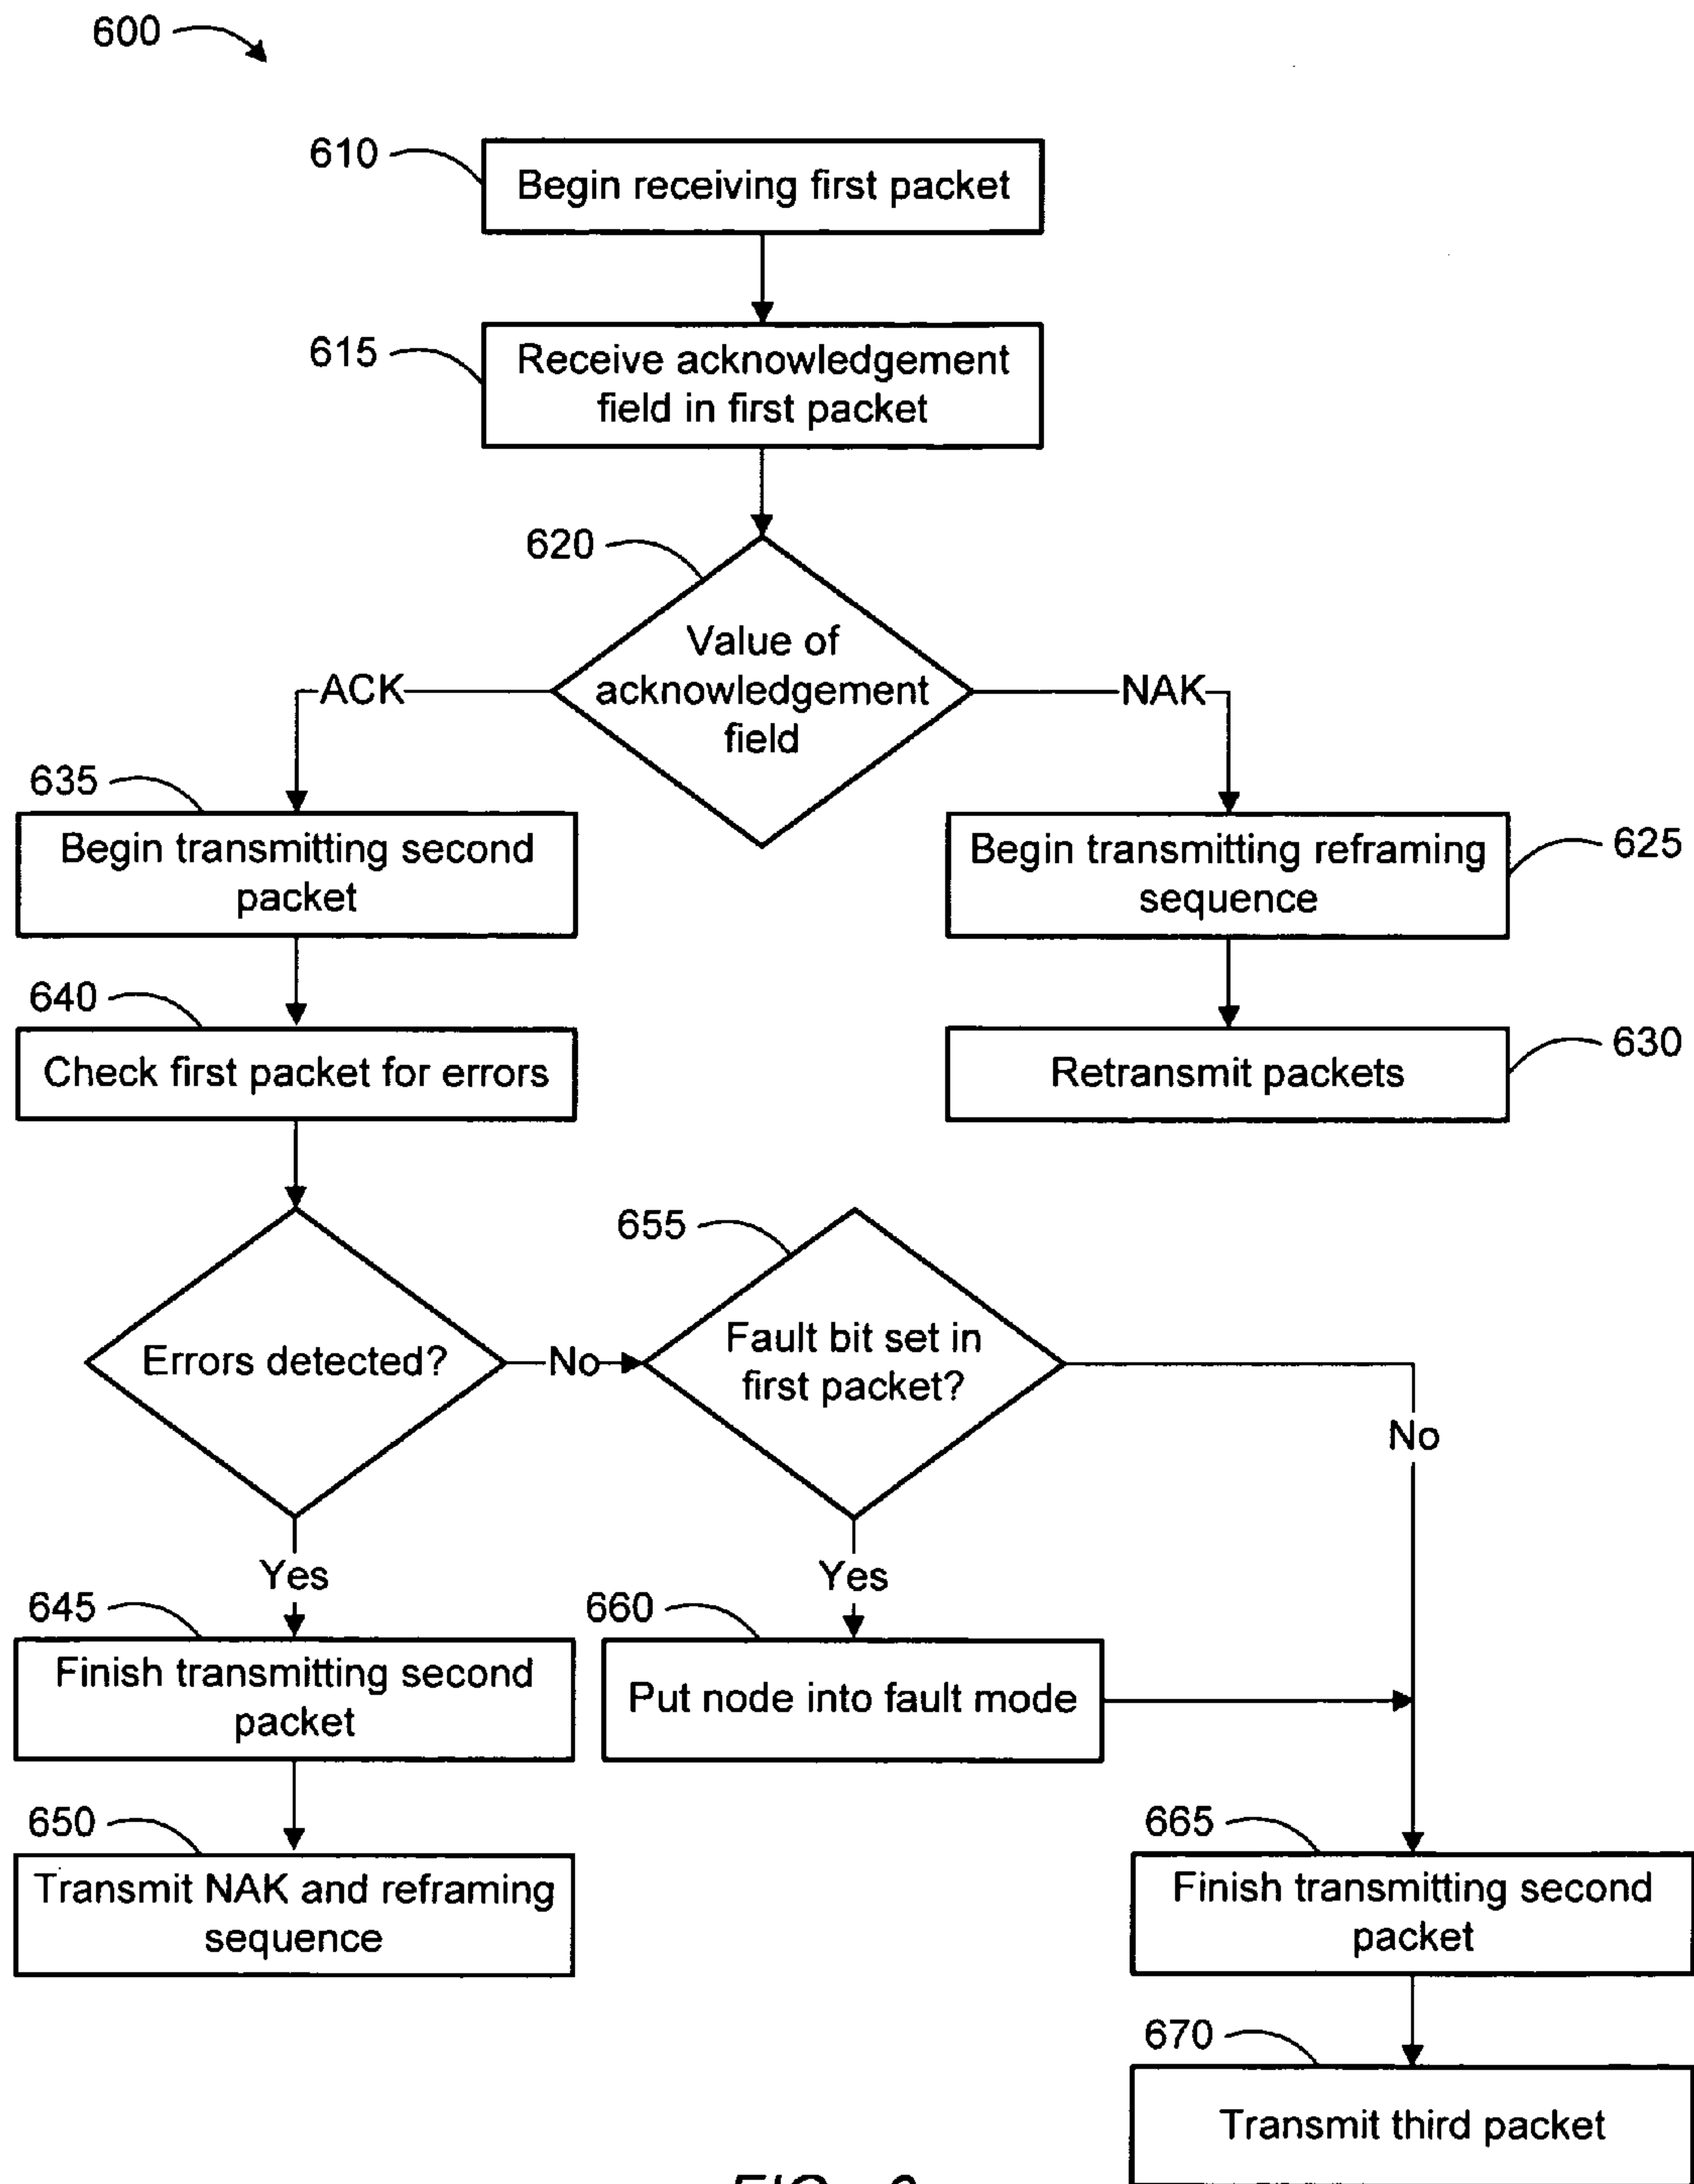 600
610
Begin receiving first packet
615
Receive acknowledgement
field in first packet
620
Value of
acknowledgement
field
ACK
NAK
635
Begin transmitting second
packet
Begin transmitting reframing
sequence
625
640
Check first packet for errors
Retransmit packets
630
655
Errors detected?
No
Fault bit set in
first packet?
No
Yes
Yes
645
660
Finish transmitting second
packet
Put node into fault mode
650
Transmit NAK and reframing
sequence
665
Finish transmitting second
packet
670
Transmit third packet